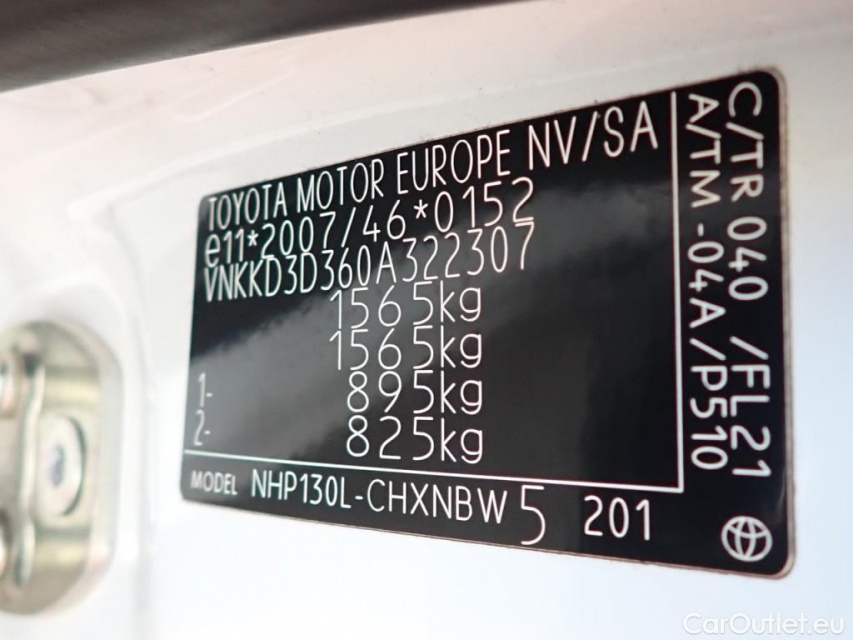 TOYOTA MOTOR EUROPE NV/SA
e11*2007/46*0152
VNKKD3D360A322307
1565kg
1565kg
1- 895kg
2- 825kg
MODEL NHP130L-CHXNBW 5 201
C/TR 040 /FL21
A/TM -04A /P510
CarOutlet.eu